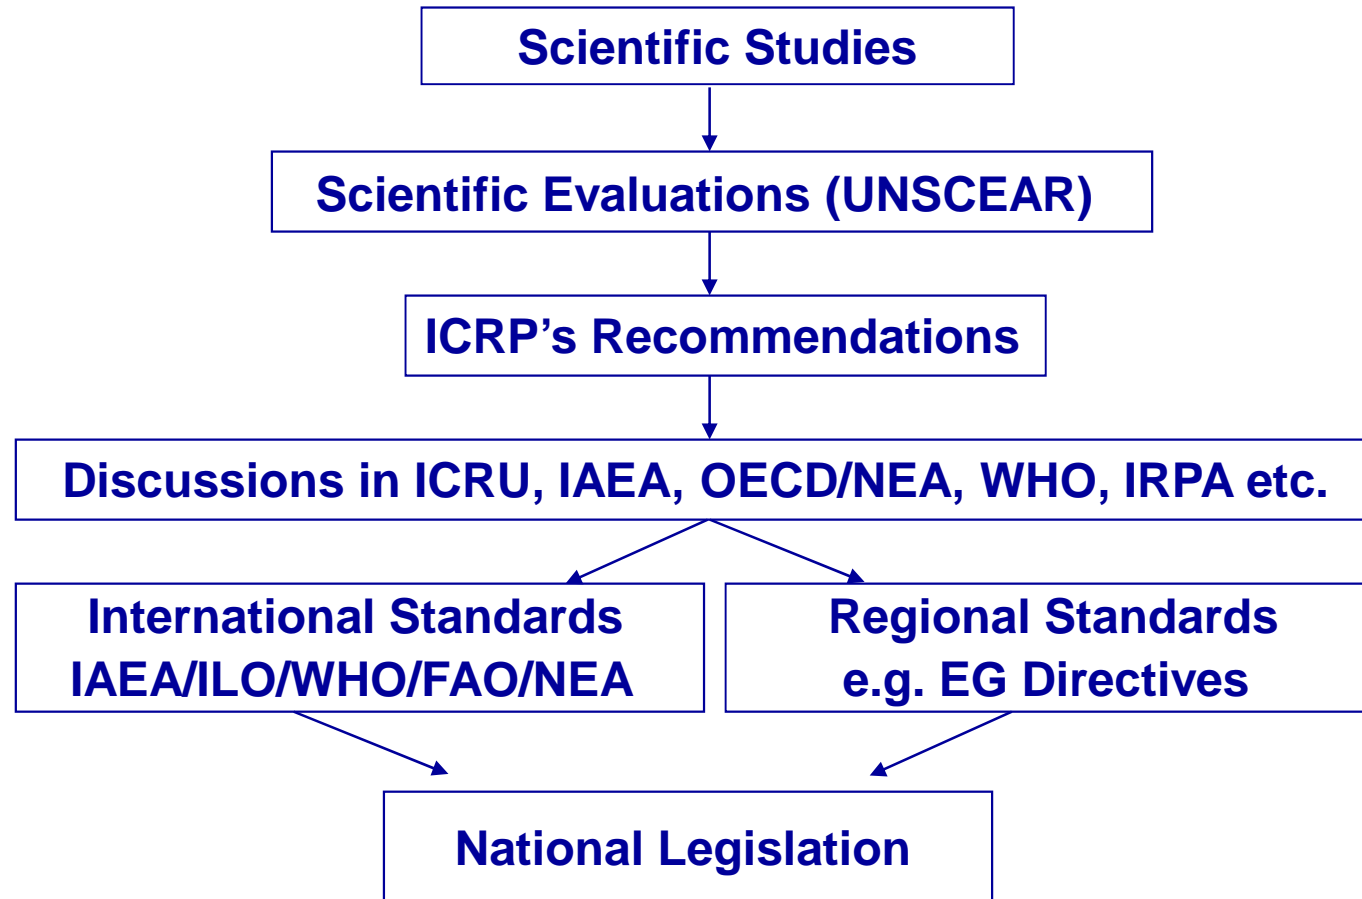 Scientific Studies
Scientific Evaluations (UNSCEAR)
ICRP’s Recommendations
Discussions in ICRU, IAEA, OECD/NEA, WHO, IRPA etc.
International Standards
IAEA/ILO/WHO/FAO/NEA
Regional Standards
e.g. EG Directives
National Legislation